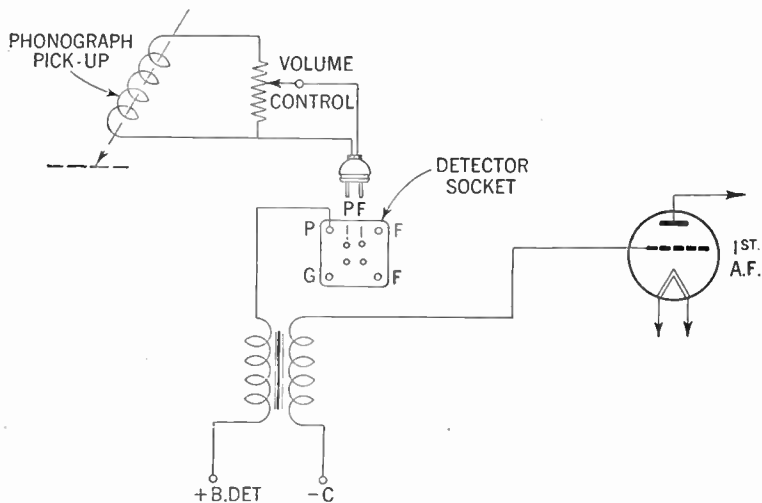 PHONOGRAPH
PICK-UP
VOLUME
CONTROL
DETECTOR
SOCKET
P F
P F
G F
1ST.
A.F.
+B.DET
-C